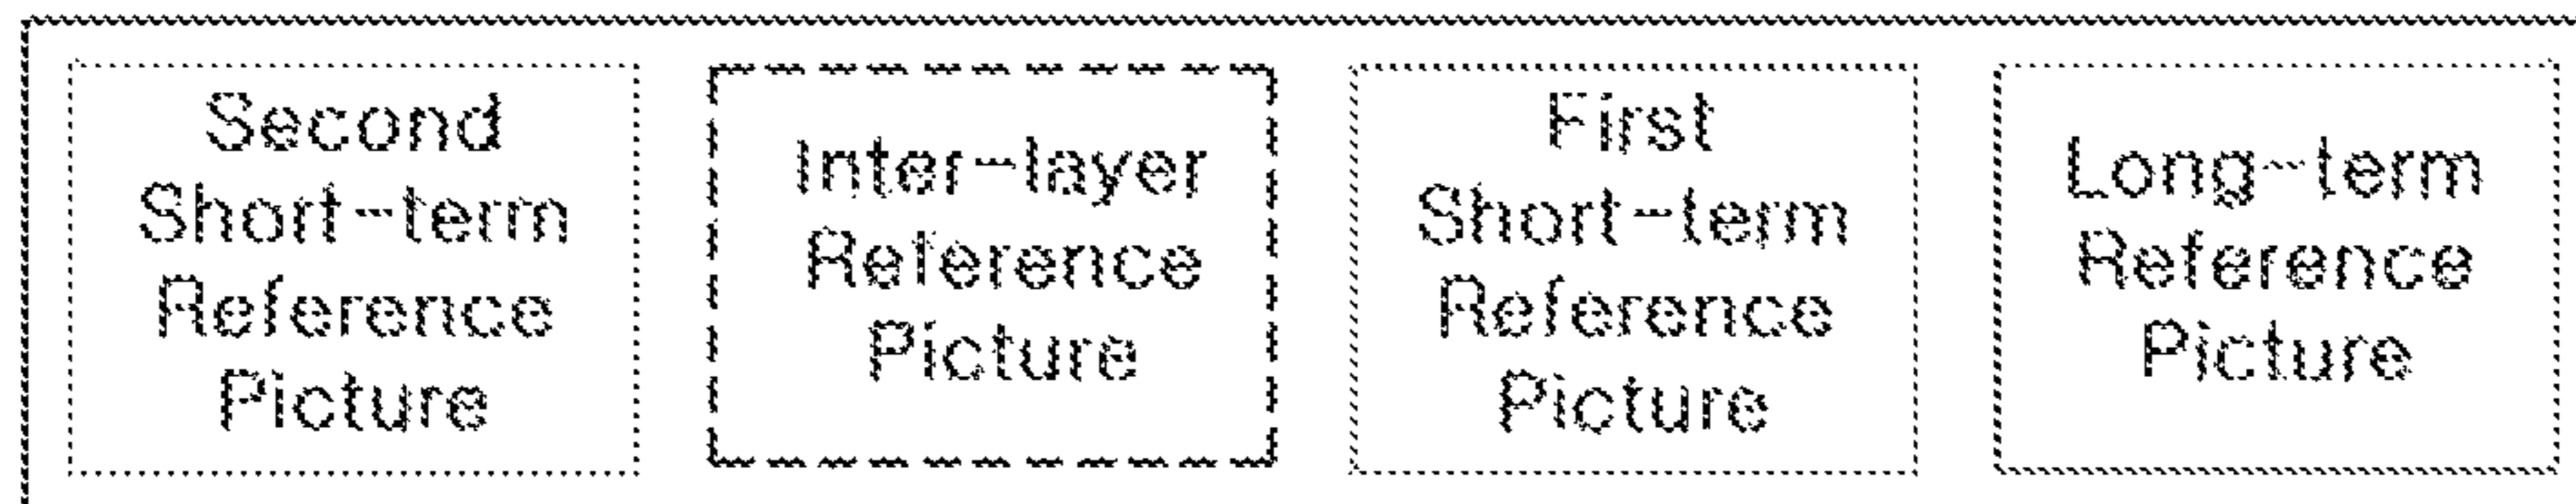 Second
Short-term
Reference
Picture
Inter-layer
Reference
Picture
First
Short-term
Reference
Picture
Long-term
Reference
Picture